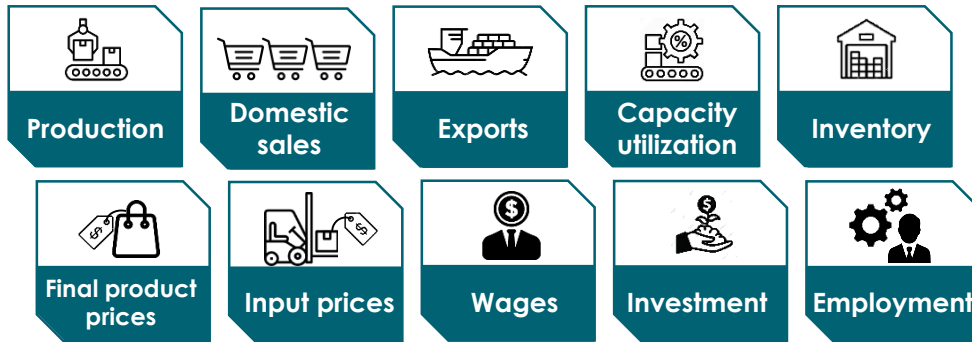 Production
Domestic
sales
Exports
Capacity
utilization
Inventory
Final product
prices
Input prices
Wages
Investment
Employment